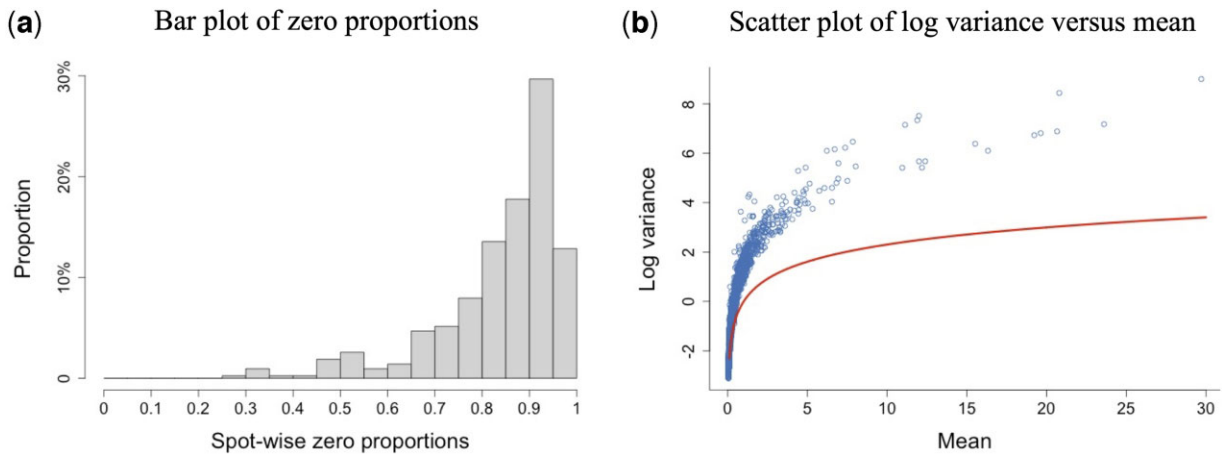 (a) Bar plot of zero proportions
30%
20%
10%
0
Proportion
0 0.1 0.2 0.3 0.4 0.5 0.6 0.7 0.8 0.9 1
Spot-wise zero proportions
(b) Scatter plot of log variance versus mean
8
6
4
2
0
-2
Log variance
0 5 10 15 20 25 30
Mean